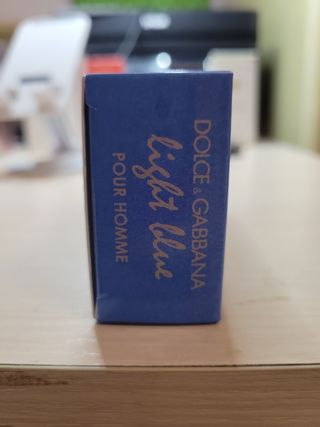 DOLCE & GABBANA
light blue
POUR HOMME